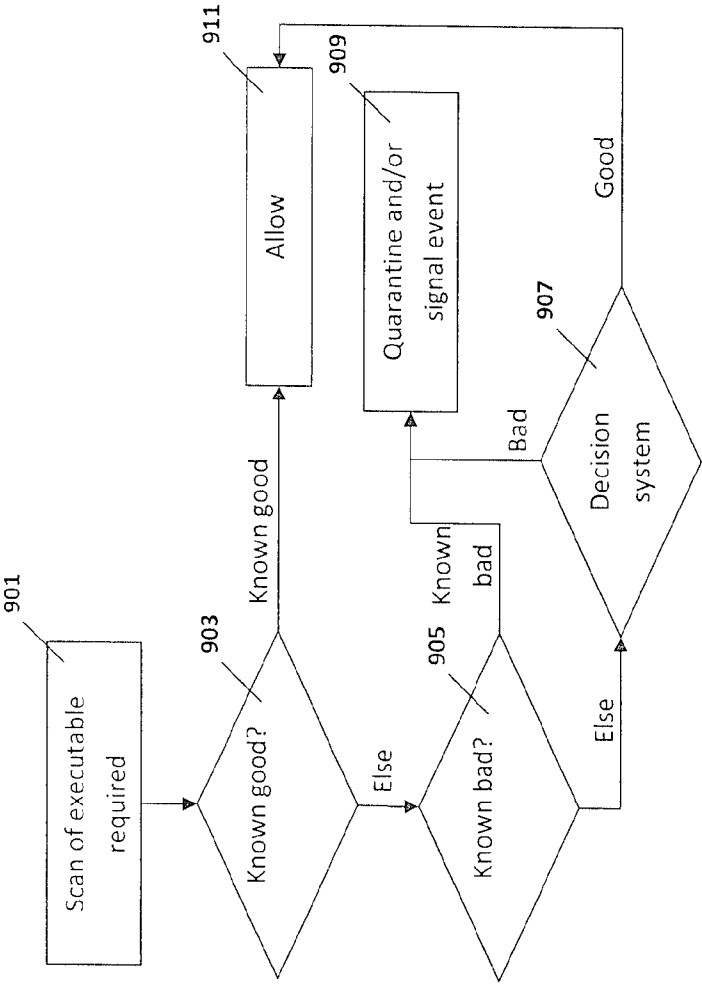 901
Scan of executable
required
903
Known good?
Known good
911
Allow
Else
905
Known bad?
Known
bad
909
Quarantine and/or
signal event
Else
907
Decision
system
Bad
Good